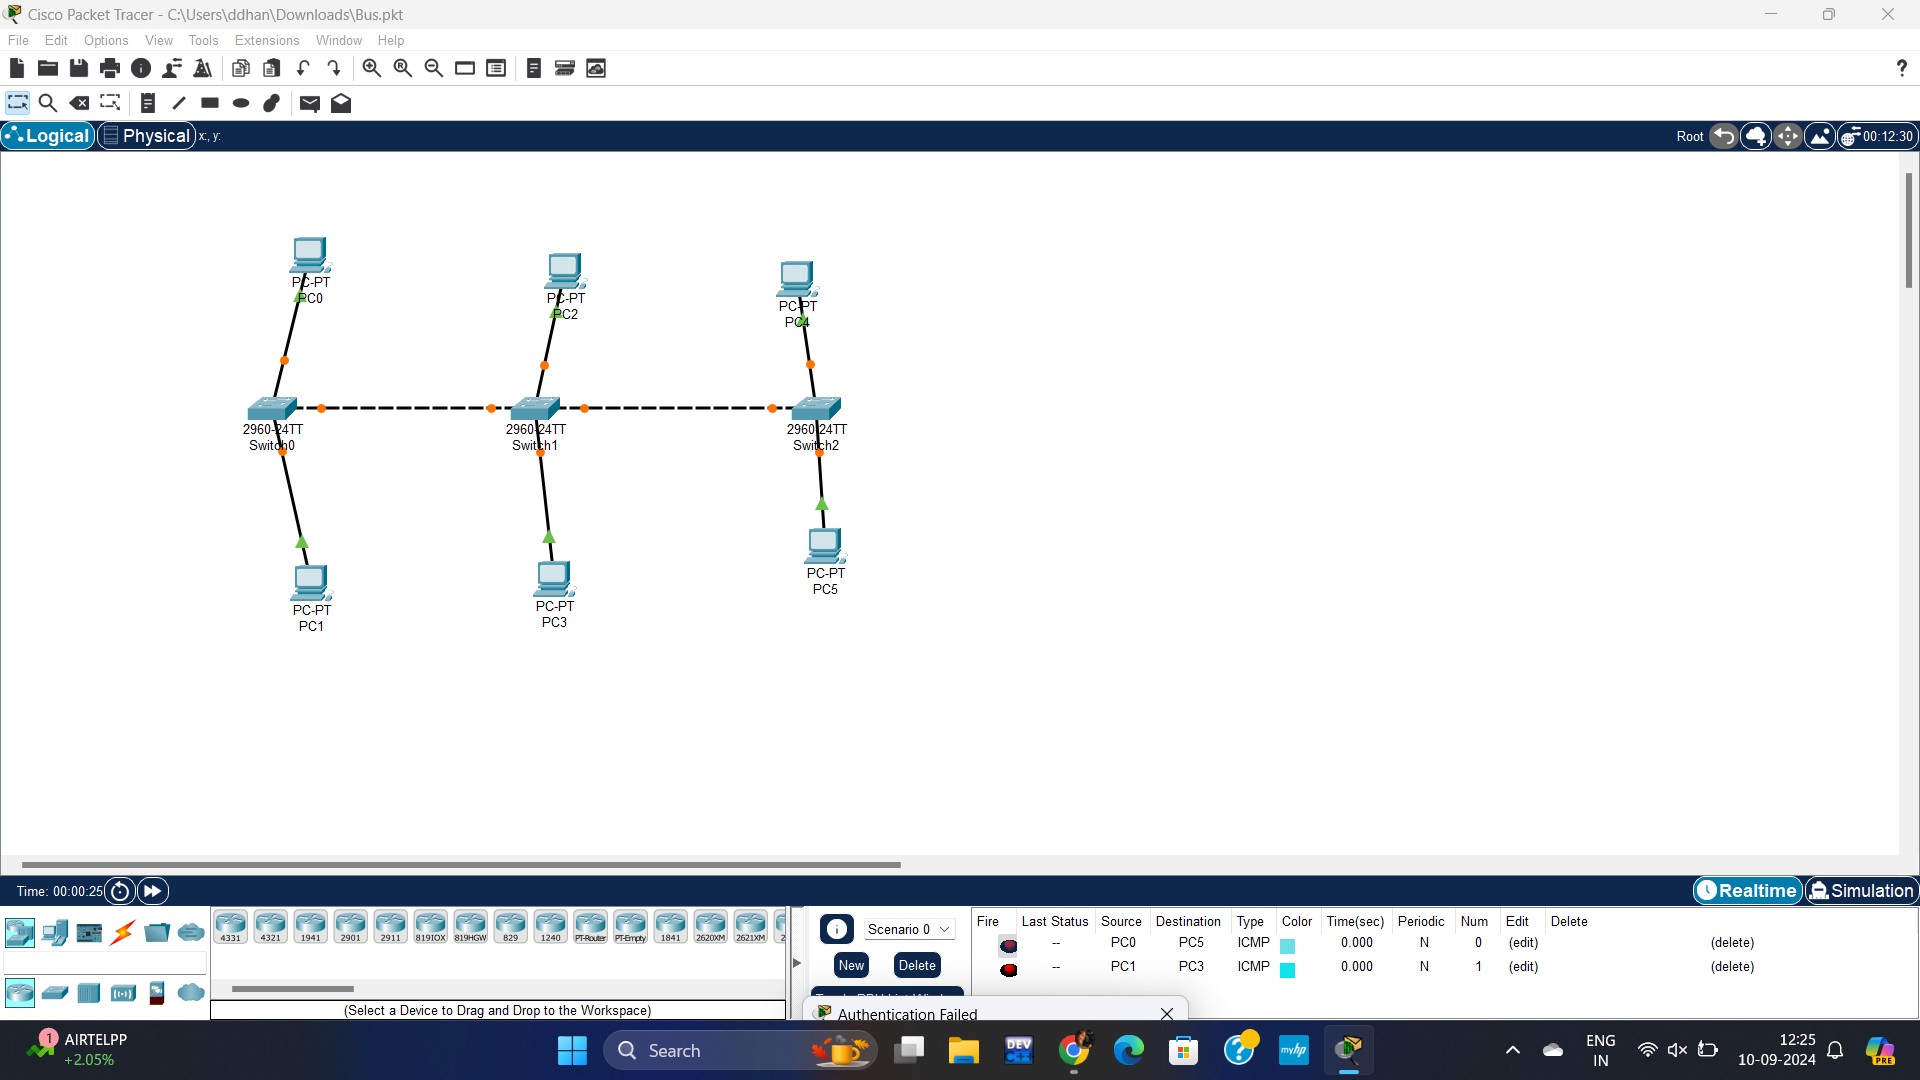 Cisco Packet Tracer - C:\Users\ddhan\Downloads\Bus.pkt
File Edit Options View Tools Extensions Window Help
?
Logical Physical x:, y: Root 00:12:30
PC-PT
PC0
PC-PT
PC2
PC-PT
PC4
2960-24TT
Switch0
2960-24TT
Switch1
2960-24TT
Switch2
PC-PT
PC5
PC-PT
PC3
PC-PT
PC1
Time: 00:00:25 Realtime Simulation
4331 4321 1941 2901 2911 819IOX 819HGW 829 1240 PT-Router PT-Empty 1841 2620XM 2621XM
(Select a Device to Drag and Drop to the Workspace)
Scenario 0
New Delete
Fire Last Status Source Destination Type Color Time(sec) Periodic Num Edit Delete
-- PC0 PC5 ICMP 0.000 N 0 (edit) (delete)
-- PC1 PC3 ICMP 0.000 N 1 (edit) (delete)
Authentication Failed
1 AIRTELPP
+2.05%
Search
DEV C++
myhp
ENG
IN
12:25
10-09-2024
PRE